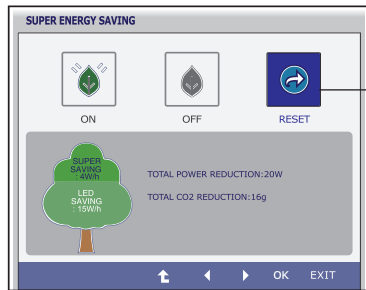 SUPER ENERGY SAVING
ON
OFF
RESET
SUPER
SAVING
: 4W/h
LED
SAVING
: 15W/h
TOTAL POWER REDUCTION:20W
TOTAL CO2 REDUCTION:16g
OK EXIT